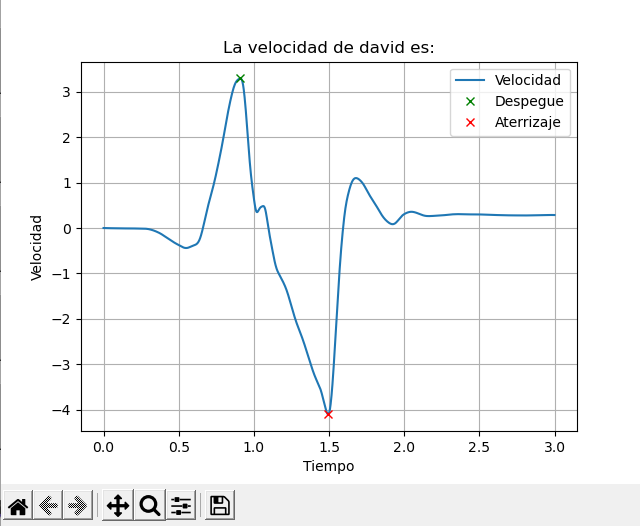 La velocidad de david es:
Velocidad
Despegue
Aterrizaje
3
2
1
0
−1
−2
−3
−4
Velocidad
0.0 0.5 1.0 1.5 2.0 2.5 3.0
Tiempo